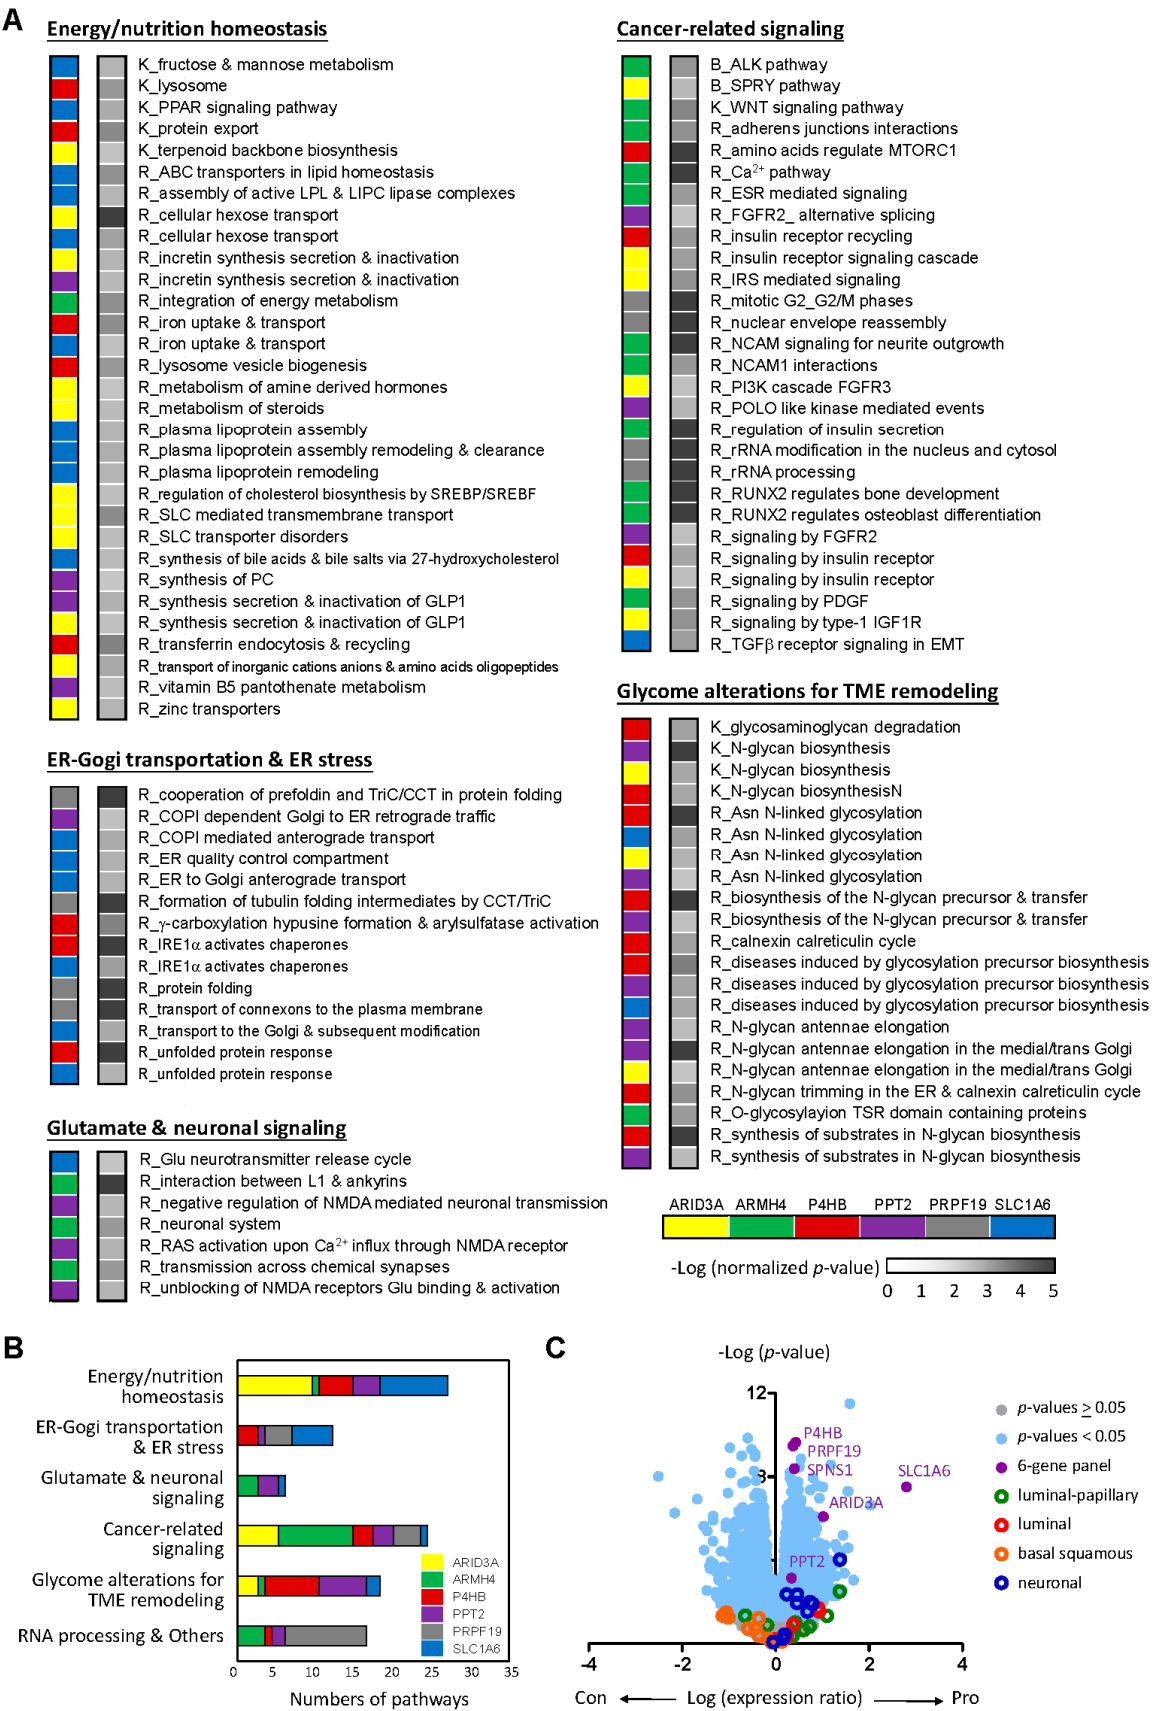 A
Energy/nutrition homeostasis
K_fructose & mannose metabolism
K_lysosome
K_PPAR signaling pathway
K_protein export
K_terpenoid backbone biosynthesis
R_ABC transporters in lipid homeostasis
R_assembly of active LPL & LIPC lipase complexes
R_cellular hexose transport
R_cellular hexose transport
R_incretin synthesis secretion & inactivation
R_incretin synthesis secretion & inactivation
R_integration of energy metabolism
R_iron uptake & transport
R_iron uptake & transport
R_lysosome vesicle biogenesis
R_metabolism of amine derived hormones
R_metabolism of steroids
R_plasma lipoprotein assembly
R_plasma lipoprotein assembly remodeling & clearance
R_plasma lipoprotein remodeling
R_regulation of cholesterol biosynthesis by SREBP/SREBF
R_SLC mediated transmembrane transport
R_SLC transporter disorders
R_synthesis of bile acids & bile salts via 27-hydroxycholesterol
R_synthesis of PC
R_synthesis secretion & inactivation of GLP1
R_synthesis secretion & inactivation of GLP1
R_transferrin endocytosis & recycling
R_transport of inorganic cations anions & amino acids oligopeptides
R_vitamin B5 pantothenate metabolism
R_zinc transporters
ER-Gogi transportation & ER stress
R_cooperation of prefoldin and TriC/CCT in protein folding
R_COPI dependent Golgi to ER retrograde traffic
R_COPI mediated anterograde transport
R_ER quality control compartment
R_ER to Golgi anterograde transport
R_formation of tubulin folding intermediates by CCT/TriC
R_γ-carboxylation hypusine formation & arylsulfatase activation
R_IRE1α activates chaperones
R_IRE1α activates chaperones
R_protein folding
R_transport of connexons to the plasma membrane
R_transport to the Golgi & subsequent modification
R_unfolded protein response
R_unfolded protein response
Glutamate & neuronal signaling
R_Glu neurotransmitter release cycle
R_interaction between L1 & ankyrins
R_negative regulation of NMDA mediated neuronal transmission
R_neuronal system
R_RAS activation upon Ca2+ influx through NMDA receptor
R_transmission across chemical synapses
R_unblocking of NMDA receptors Glu binding & activation
Cancer-related signaling
B_ALK pathway
B_SPRY pathway
K_WNT signaling pathway
R_adherens junctions interactions
R_amino acids regulate MTORC1
R_Ca2+ pathway
R_ESR mediated signaling
R_FGFR2_ alternative splicing
R_insulin receptor recycling
R_insulin receptor signaling cascade
R_IRS mediated signaling
R_mitotic G2_G2/M phases
R_nuclear envelope reassembly
R_NCAM signaling for neurite outgrowth
R_NCAM1 interactions
R_PI3K cascade FGFR3
R_POLO like kinase mediated events
R_regulation of insulin secretion
R_rRNA modification in the nucleus and cytosol
R_rRNA processing
R_RUNX2 regulates bone development
R_RUNX2 regulates osteoblast differentiation
R_signaling by FGFR2
R_signaling by insulin receptor
R_signaling by insulin receptor
R_signaling by PDGF
R_signaling by type-1 IGF1R
R_TGFβ receptor signaling in EMT
Glycome alterations for TME remodeling
K_glycosaminoglycan degradation
K_N-glycan biosynthesis
K_N-glycan biosynthesis
K_N-glycan biosynthesisN
R_Asn N-linked glycosylation
R_Asn N-linked glycosylation
R_Asn N-linked glycosylation
R_Asn N-linked glycosylation
R_biosynthesis of the N-glycan precursor & transfer
R_biosynthesis of the N-glycan precursor & transfer
R_calnexin calreticulin cycle
R_diseases induced by glycosylation precursor biosynthesis
R_diseases induced by glycosylation precursor biosynthesis
R_diseases induced by glycosylation precursor biosynthesis
R_N-glycan antennae elongation
R_N-glycan antennae elongation in the medial/trans Golgi
R_N-glycan antennae elongation in the medial/trans Golgi
R_N-glycan trimming in the ER & calnexin calreticulin cycle
R_O-glycosylayion TSR domain containing proteins
R_synthesis of substrates in N-glycan biosynthesis
R_synthesis of substrates in N-glycan biosynthesis
ARID3A ARMH4 P4HB PPT2 PRPF19 SLC1A6
-Log (normalized p-value)
0 1 2 3 4 5
B
Energy/nutrition
homeostasis
ER-Gogi transportation
& ER stress
Glutamate & neuronal
signaling
Cancer-related
signaling
Glycome alterations for
TME remodeling
RNA processing & Others
ARID3A
ARMH4
P4HB
PPT2
PRPF19
SLC1A6
0 5 10 15 20 25 30 35
Numbers of pathways
C
-Log (p-value)
12
8
P4HB
PRPF19
SPNS1
SLC1A6
ARID3A
PPT2
-4 -2 0 2 4
Con Log (expression ratio) Pro
p-values ≥ 0.05
p-values < 0.05
6-gene panel
luminal-papillary
luminal
basal squamous
neuronal